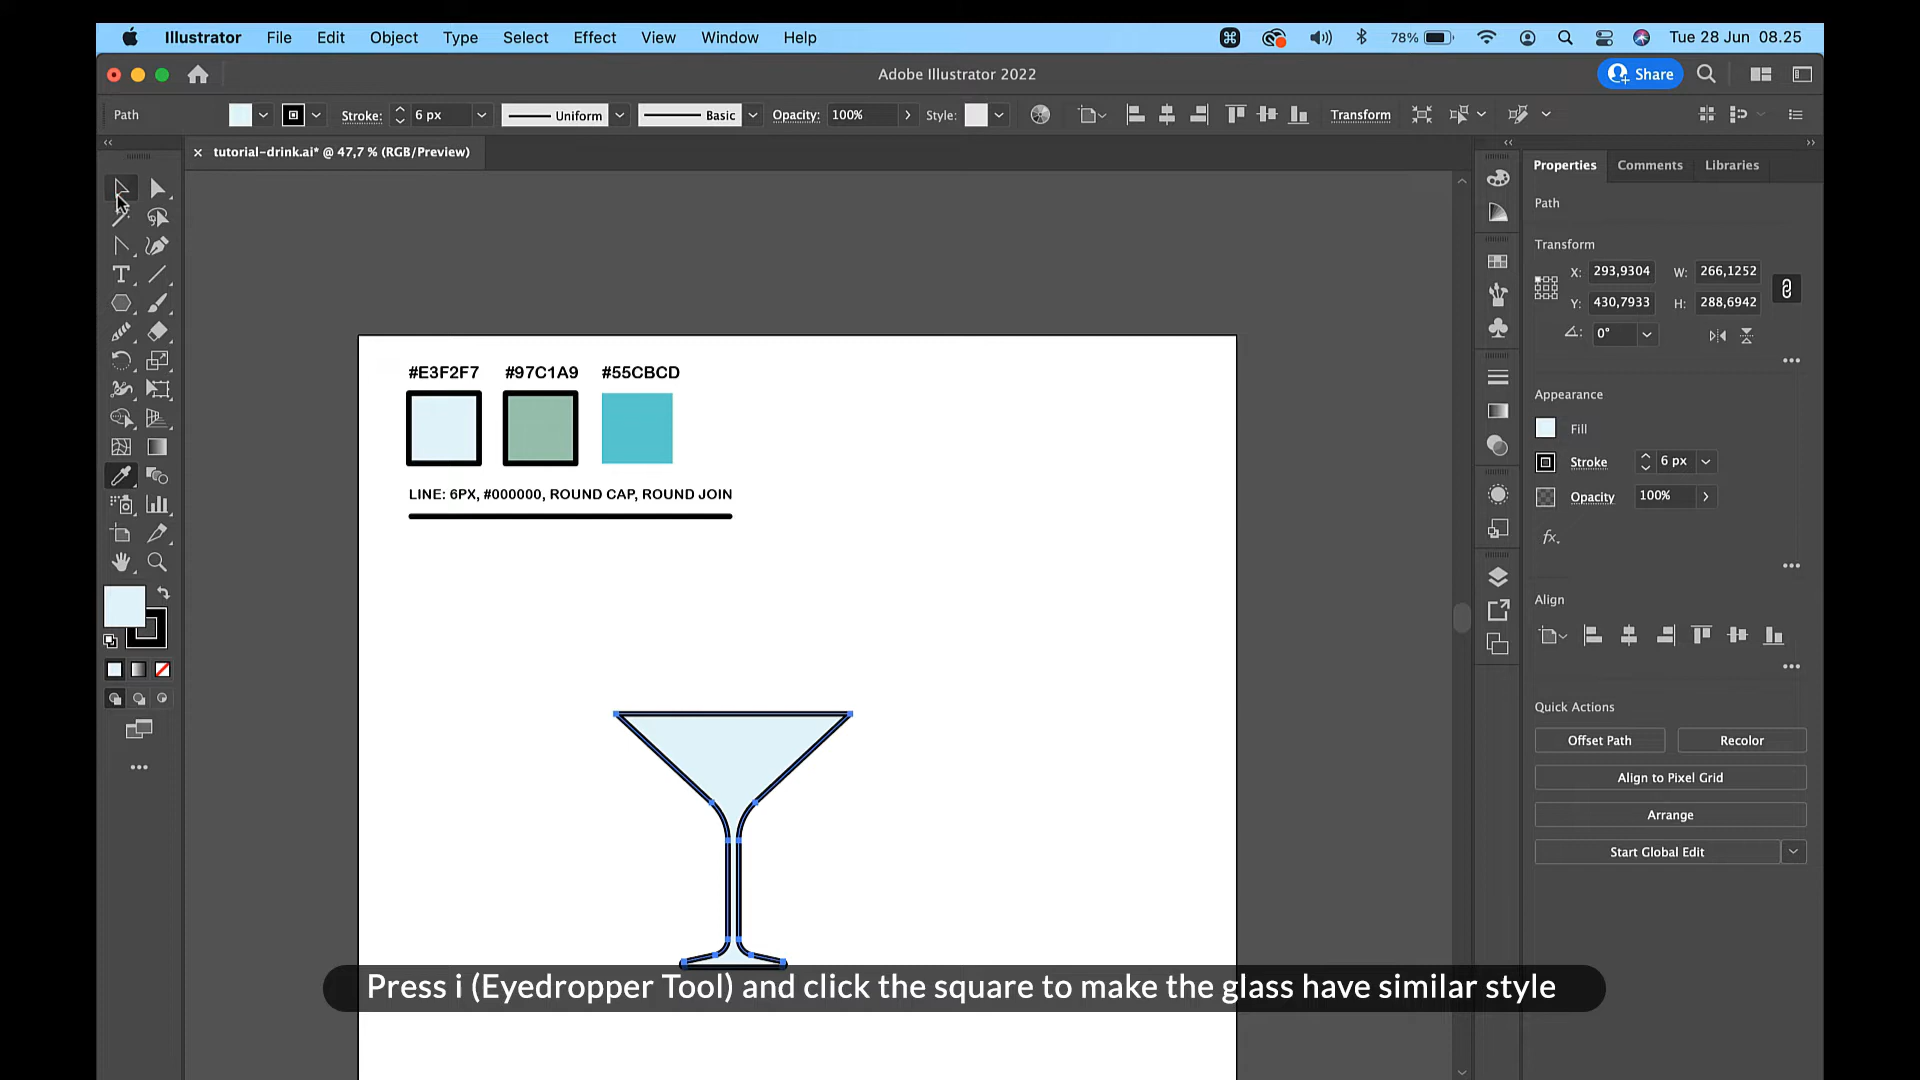 Illustrator File Edit Object Type Select Effect View Window Help 78% Tue 28 Jun 08.25
Adobe Illustrator 2022 Share
Path Stroke: 6 px Uniform Basic Opacity: 100% Style: Transform
tutorial-drink.ai* @ 47,7 % (RGB/Preview)
Properties Comments Libraries
Path
Transform
X: 293,9304 W: 266,1252
Y: 430,7933 H: 288,6942
0°
Appearance
Fill
Stroke 6 px
Opacity 100%
fx
Align
Quick Actions
Offset Path Recolor
Align to Pixel Grid
Arrange
Start Global Edit
#E3F2F7 #97C1A9 #55CBCD
LINE: 6PX, #000000, ROUND CAP, ROUND JOIN
Press i (Eyedropper Tool) and click the square to make the glass have similar style